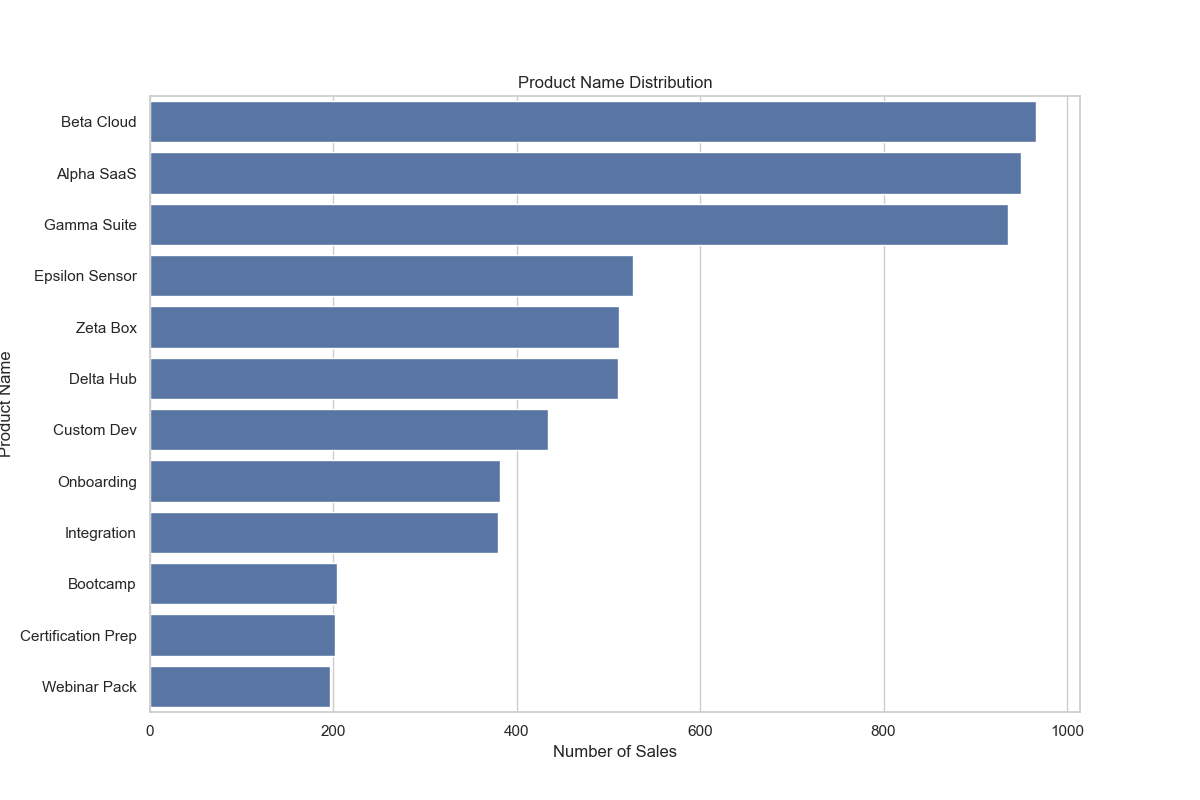 Product Name Distribution
Beta Cloud
Alpha SaaS
Gamma Suite
Epsilon Sensor
Zeta Box
Delta Hub
Custom Dev
Onboarding
Integration
Bootcamp
Certification Prep
Webinar Pack
Product Name
0 200 400 600 800 1000
Number of Sales